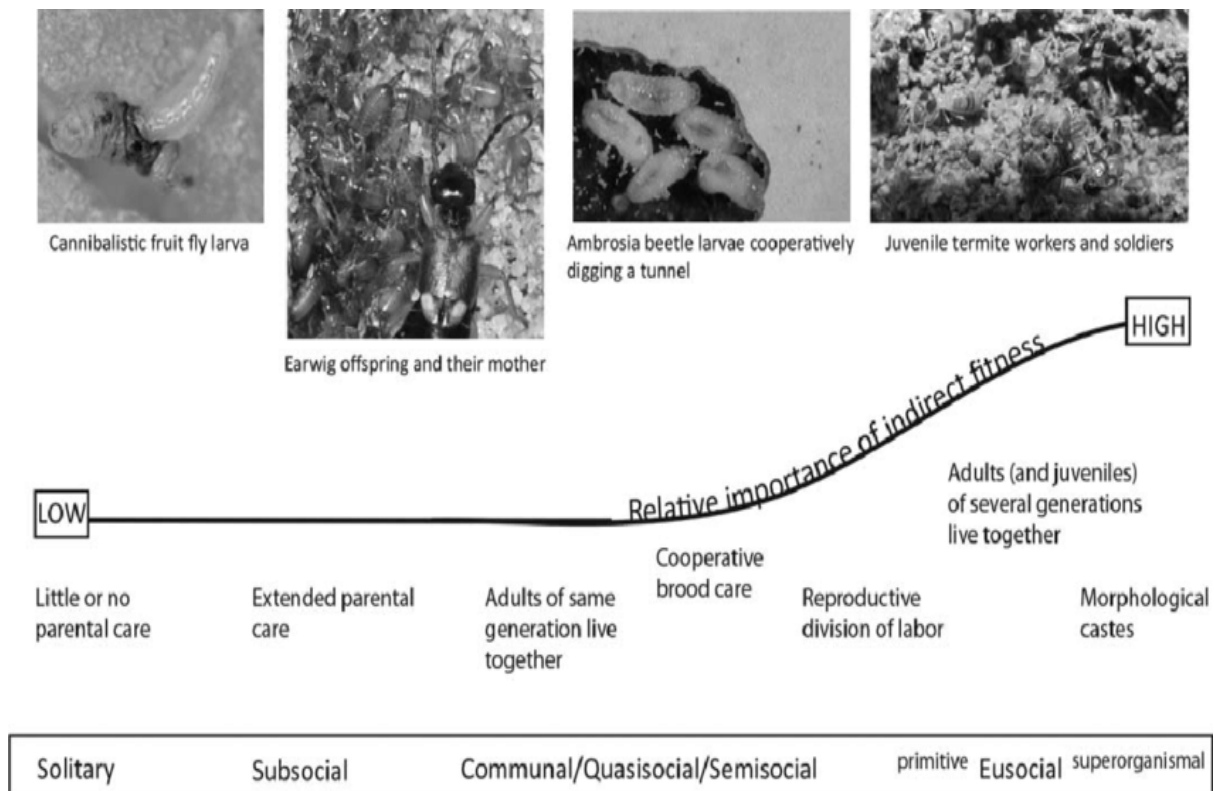 Cannibalistic fruit fly larva
Earwig offspring and their mother
Ambrosia beetle larvae cooperatively
digging a tunnel
Juvenile termite workers and soldiers
HIGH
Relative importance of indirect fitness
LOW
Adults (and juveniles)
of several generations
live together
Cooperative
brood care
Little or no
parental care
Extended parental
care
Adults of same
generation live
together
Reproductive
division of labor
Morphological
castes
Solitary
Subsocial
Communal/Quasisocial/Semisocial
primitive Eusocial superorganismal